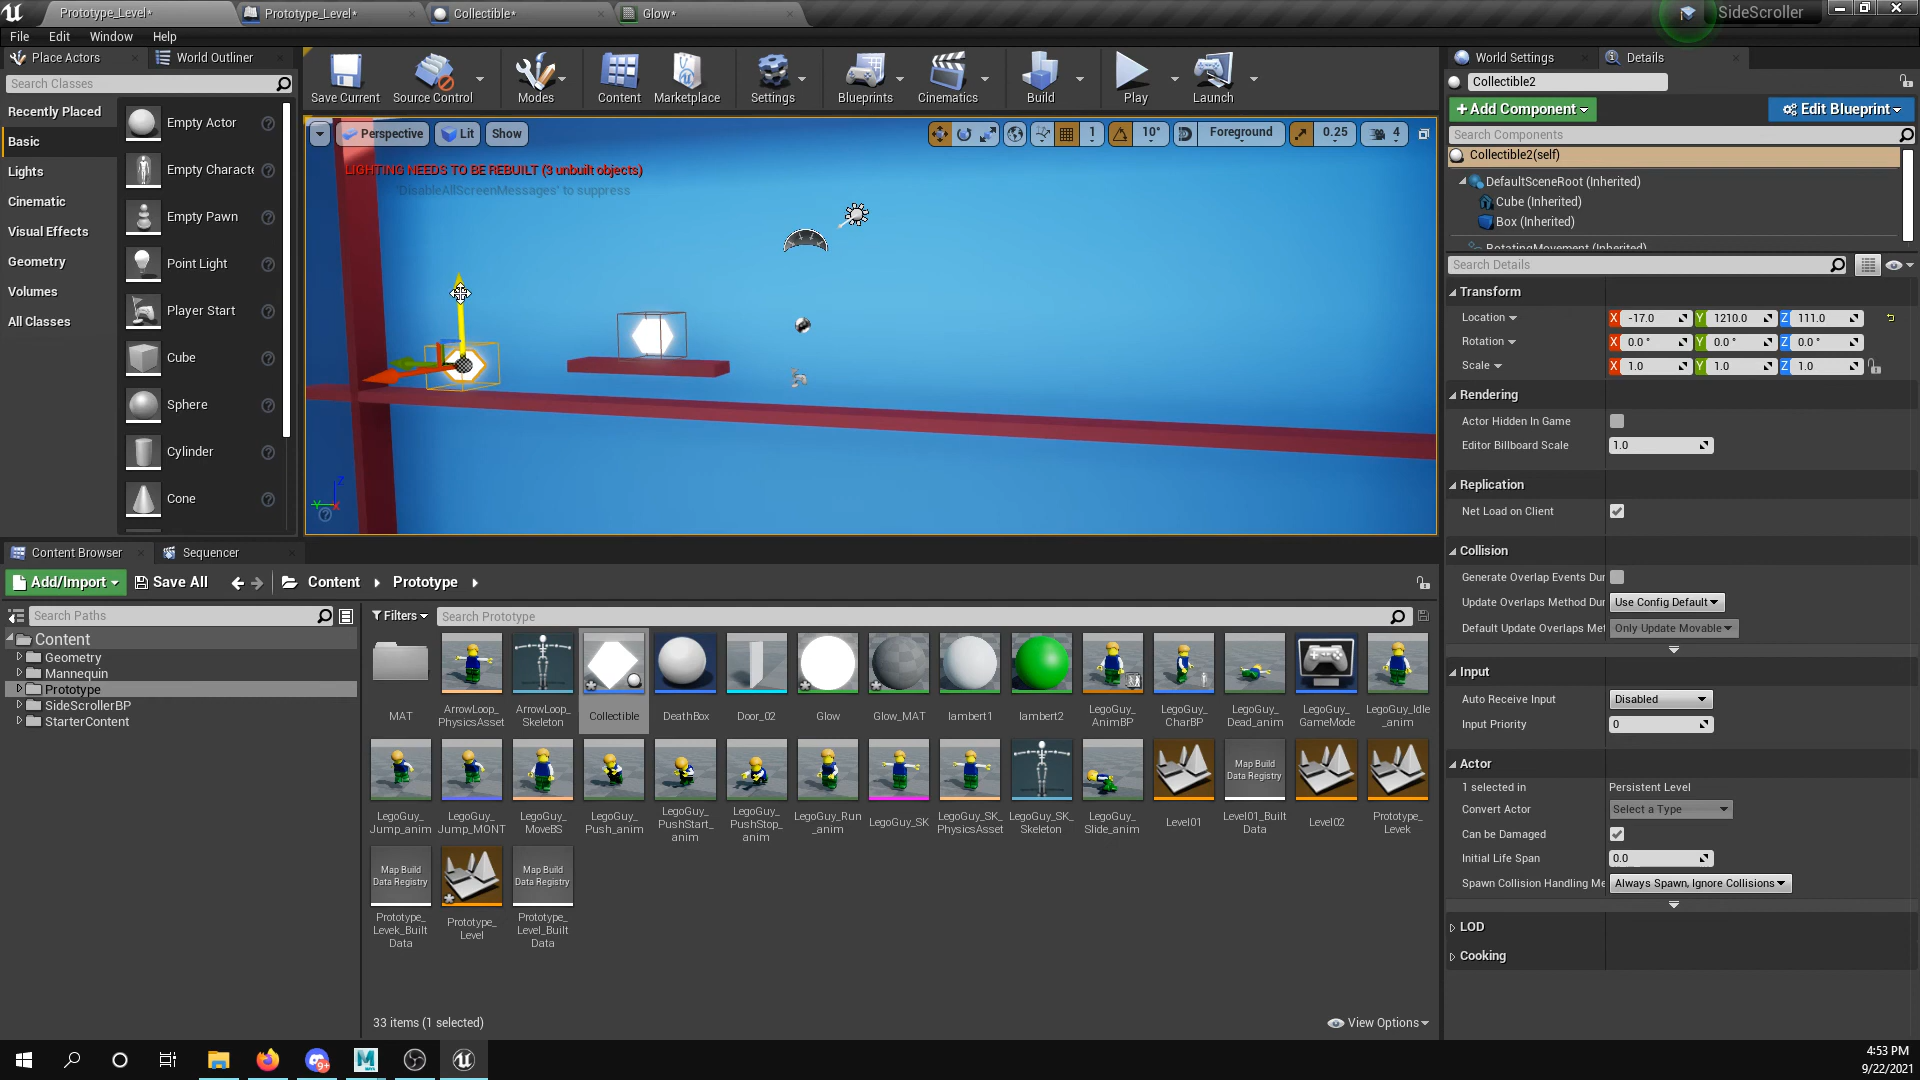 Prototype_Level*
Prototype_Level*
Collectible*
Glow*
SideScroller
File
Edit
Window
Help
Place Actors
World Outliner
Search Classes
Recently Placed
Basic
Lights
Cinematic
Visual Effects
Geometry
Volumes
All Classes
Empty Actor
Empty Characte
Empty Pawn
Point Light
Player Start
Cube
Sphere
Cylinder
Cone
Save Current
Source Control
Modes
Content
Marketplace
Settings
Blueprints
Cinematics
Build
Play
Launch
Perspective
Lit
Show
1
10°
Foreground
0.25
4
LIGHTING NEEDS TO BE REBUILT (3 unbuilt objects)
'DisableAllScreenMessages' to suppress
Z
Y
X
World Settings
Details
Collectible2
+Add Component
Edit Blueprint
Search Components
Collectible2(self)
DefaultSceneRoot (Inherited)
Cube (Inherited)
Box (Inherited)
RotatingMovement (Inherited)
Search Details
Transform
Location
X -17.0
Y 1210.0
Z 111.0
Rotation
X 0.0 °
Y 0.0 °
Z 0.0 °
Scale
X 1.0
Y 1.0
Z 1.0
Rendering
Actor Hidden In Game
Editor Billboard Scale
1.0
Replication
Net Load on Client
Collision
Generate Overlap Events Dur
Update Overlaps Method Dur
Use Config Default
Default Update Overlaps Met
Only Update Movable
Input
Auto Receive Input
Disabled
Input Priority
0
Actor
1 selected in
Persistent Level
Convert Actor
Select a Type
Can be Damaged
Initial Life Span
0.0
Spawn Collision Handling Me
Always Spawn, Ignore Collisions
LOD
Cooking
Content Browser
Sequencer
Add/Import
Save All
Content
Prototype
Search Paths
Content
Geometry
Mannequin
Prototype
SideScrollerBP
StarterContent
Filters
Search Prototype
MAT
ArrowLoop_
PhysicsAsset
ArrowLoop_
Skeleton
Collectible
DeathBox
Door_02
Glow
Glow_MAT
lambert1
lambert2
LegoGuy_
AnimBP
LegoGuy_
CharBP
LegoGuy_
Dead_anim
LegoGuy_
GameMode
LegoGuy_Idle
_anim
LegoGuy_
Jump_anim
LegoGuy_
Jump_MONT
LegoGuy_
MoveBS
LegoGuy_
Push_anim
LegoGuy_
PushStart_
anim
LegoGuy_
PushStop_
anim
LegoGuy_Run
_anim
LegoGuy_SK
LegoGuy_SK_
PhysicsAsset
LegoGuy_SK_
Skeleton
LegoGuy_
Slide_anim
Level01
Map Build
Data Registry
Level01_Built
Data
Level02
Prototype_
Levek
Map Build
Data Registry
Prototype_
Levek_Built
Data
Prototype_
Level
Map Build
Data Registry
Prototype_
Level_Built
Data
33 items (1 selected)
View Options
9+
M
4:53 PM
9/22/2021